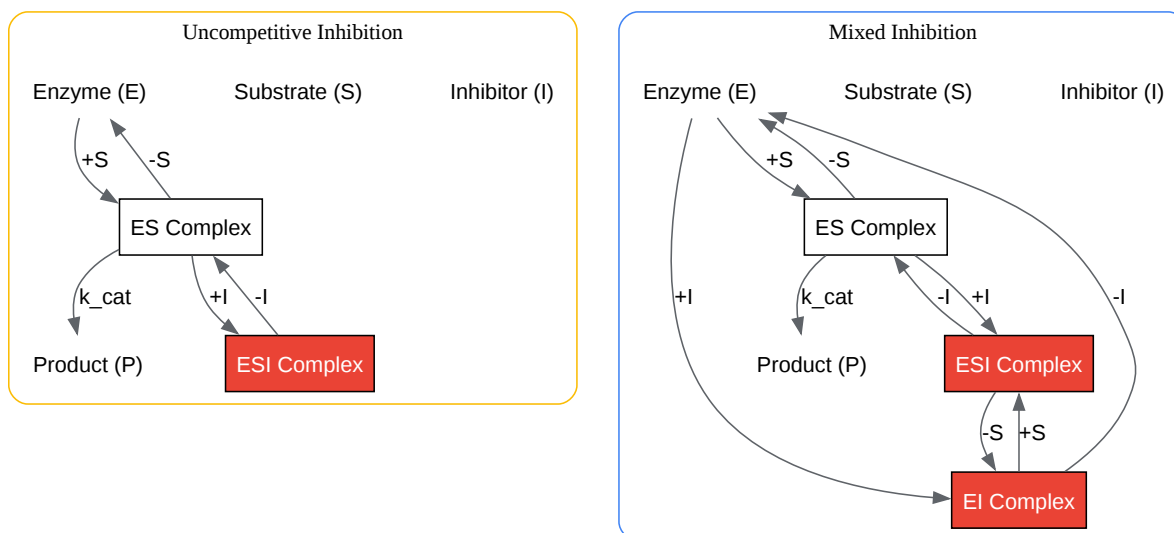 Uncompetitive Inhibition
Enzyme (E)
Substrate (S)
Inhibitor (I)
+S
-S
ES Complex
k_cat
+I
-I
Product (P)
ESI Complex
Mixed Inhibition
Enzyme (E)
Substrate (S)
Inhibitor (I)
+S
-S
ES Complex
+I
k_cat
-I
+I
-I
Product (P)
ESI Complex
-S
+S
EI Complex